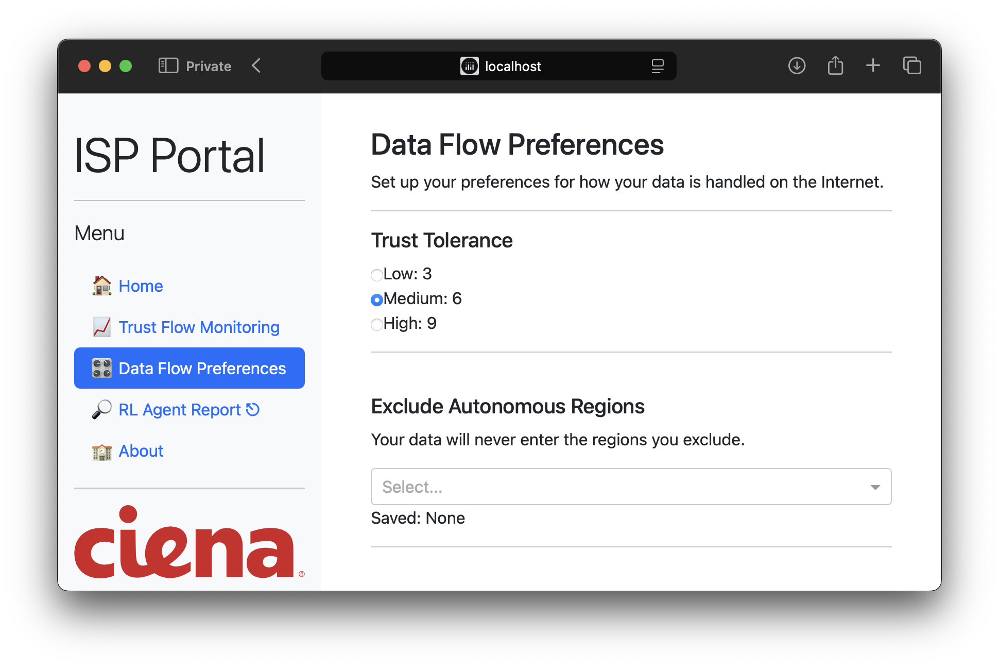 Private
localhost
ISP Portal
Menu
Home
Trust Flow Monitoring
Data Flow Preferences
RL Agent Report
About
ciena®
Data Flow Preferences
Set up your preferences for how your data is handled on the Internet.
Trust Tolerance
Low: 3
Medium: 6
High: 9
Exclude Autonomous Regions
Your data will never enter the regions you exclude.
Select...
Saved: None